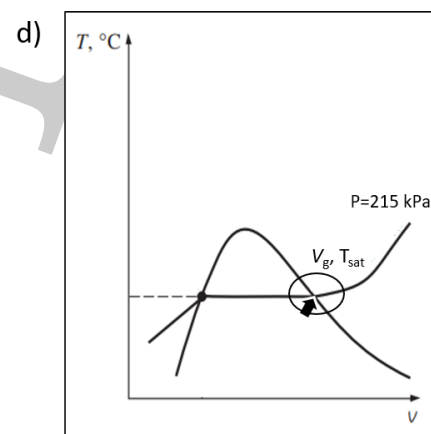 d)
T, °C
P=215 kPa
Vg, Tsat
v